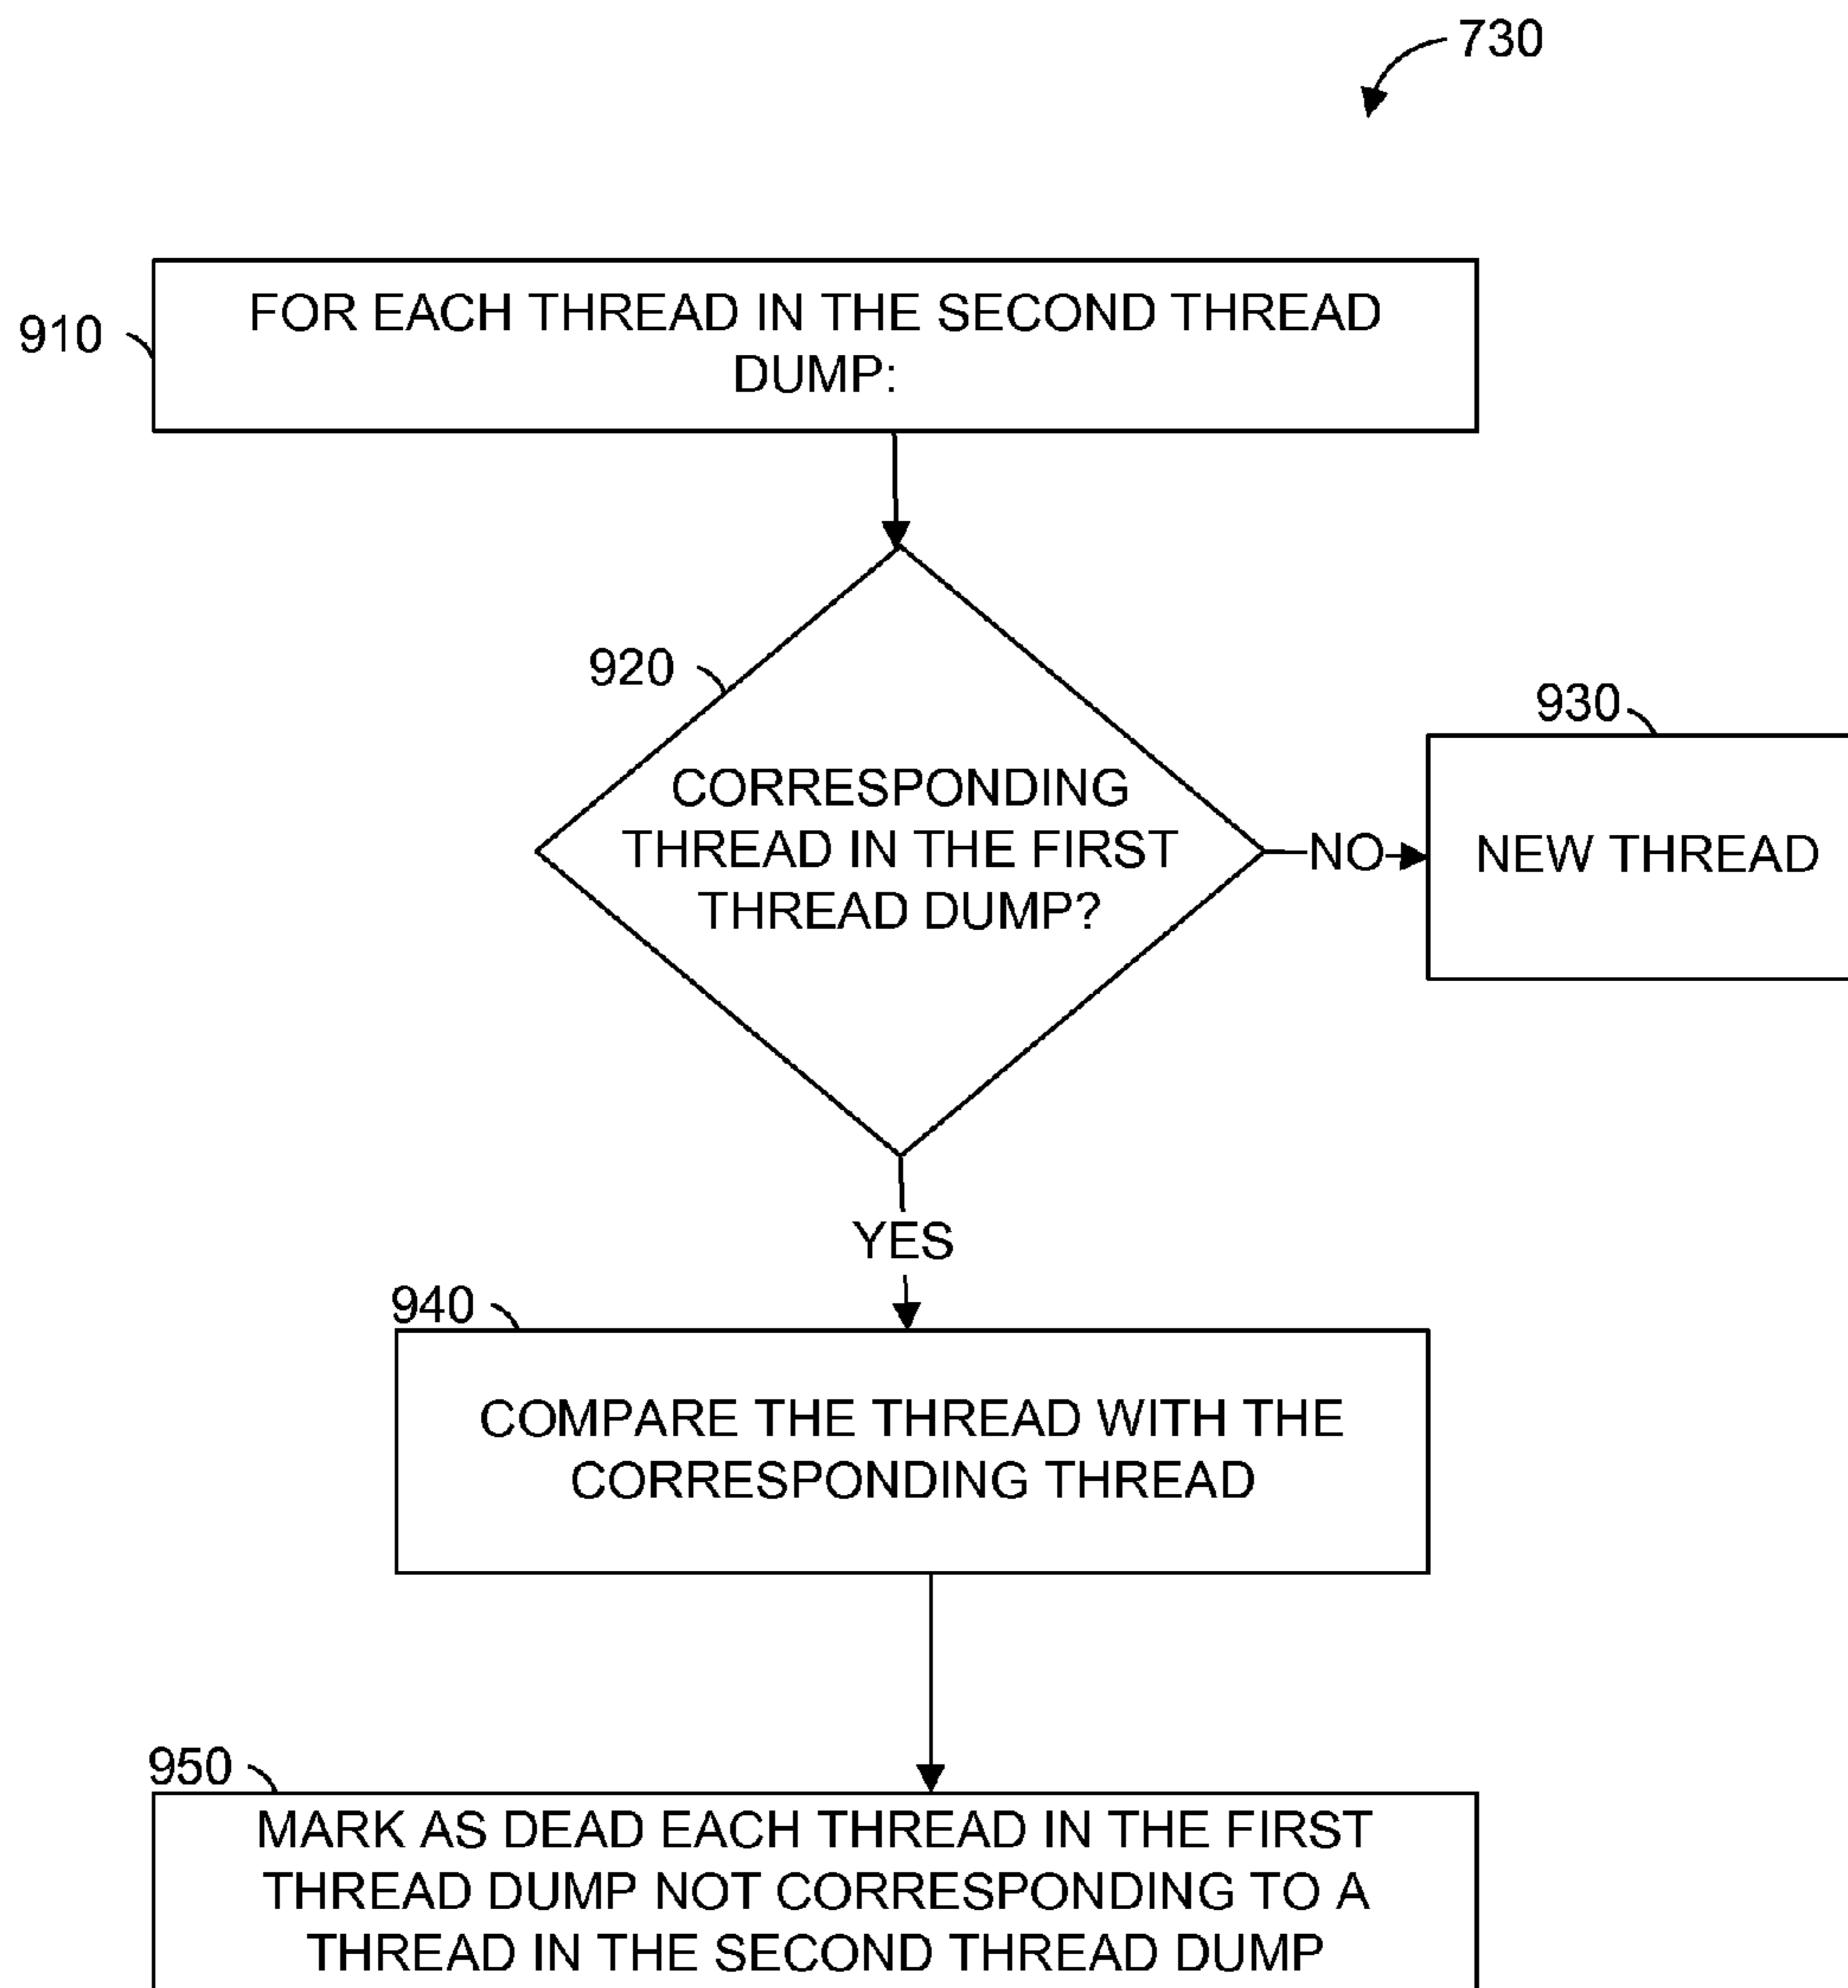 730
910
FOR EACH THREAD IN THE SECOND THREAD
DUMP:
920
CORRESPONDING
THREAD IN THE FIRST
THREAD DUMP?
NO
930
NEW THREAD
YES
940
COMPARE THE THREAD WITH THE
CORRESPONDING THREAD
950
MARK AS DEAD EACH THREAD IN THE FIRST
THREAD DUMP NOT CORRESPONDING TO A
THREAD IN THE SECOND THREAD DUMP